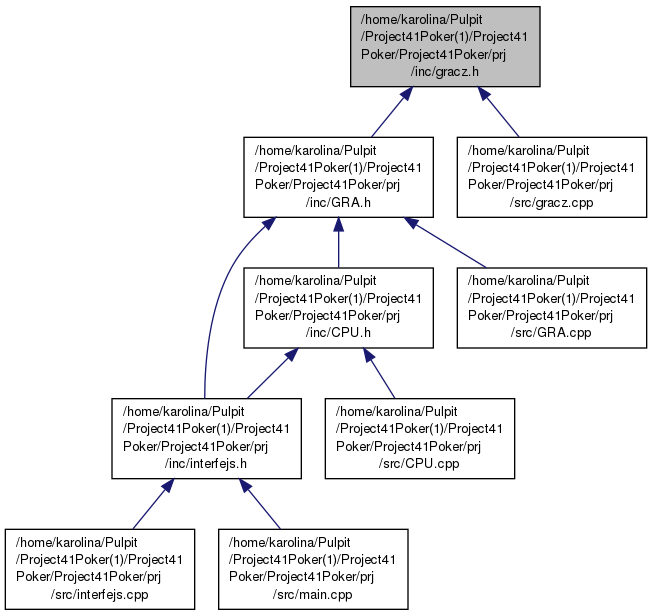 /home/karolina/Pulpit
/Project41Poker(1)/Project41
Poker/Project41Poker/prj
/inc/gracz.h
/home/karolina/Pulpit
/Project41Poker(1)/Project41
Poker/Project41Poker/prj
/inc/GRA.h
/home/karolina/Pulpit
/Project41Poker(1)/Project41
Poker/Project41Poker/prj
/src/gracz.cpp
/home/karolina/Pulpit
/Project41Poker(1)/Project41
Poker/Project41Poker/prj
/inc/CPU.h
/home/karolina/Pulpit
/Project41Poker(1)/Project41
Poker/Project41Poker/prj
/src/GRA.cpp
/home/karolina/Pulpit
/Project41Poker(1)/Project41
Poker/Project41Poker/prj
/inc/interfejs.h
/home/karolina/Pulpit
/Project41Poker(1)/Project41
Poker/Project41Poker/prj
/src/CPU.cpp
/home/karolina/Pulpit
/Project41Poker(1)/Project41
Poker/Project41Poker/prj
/src/interfejs.cpp
/home/karolina/Pulpit
/Project41Poker(1)/Project41
Poker/Project41Poker/prj
/src/main.cpp